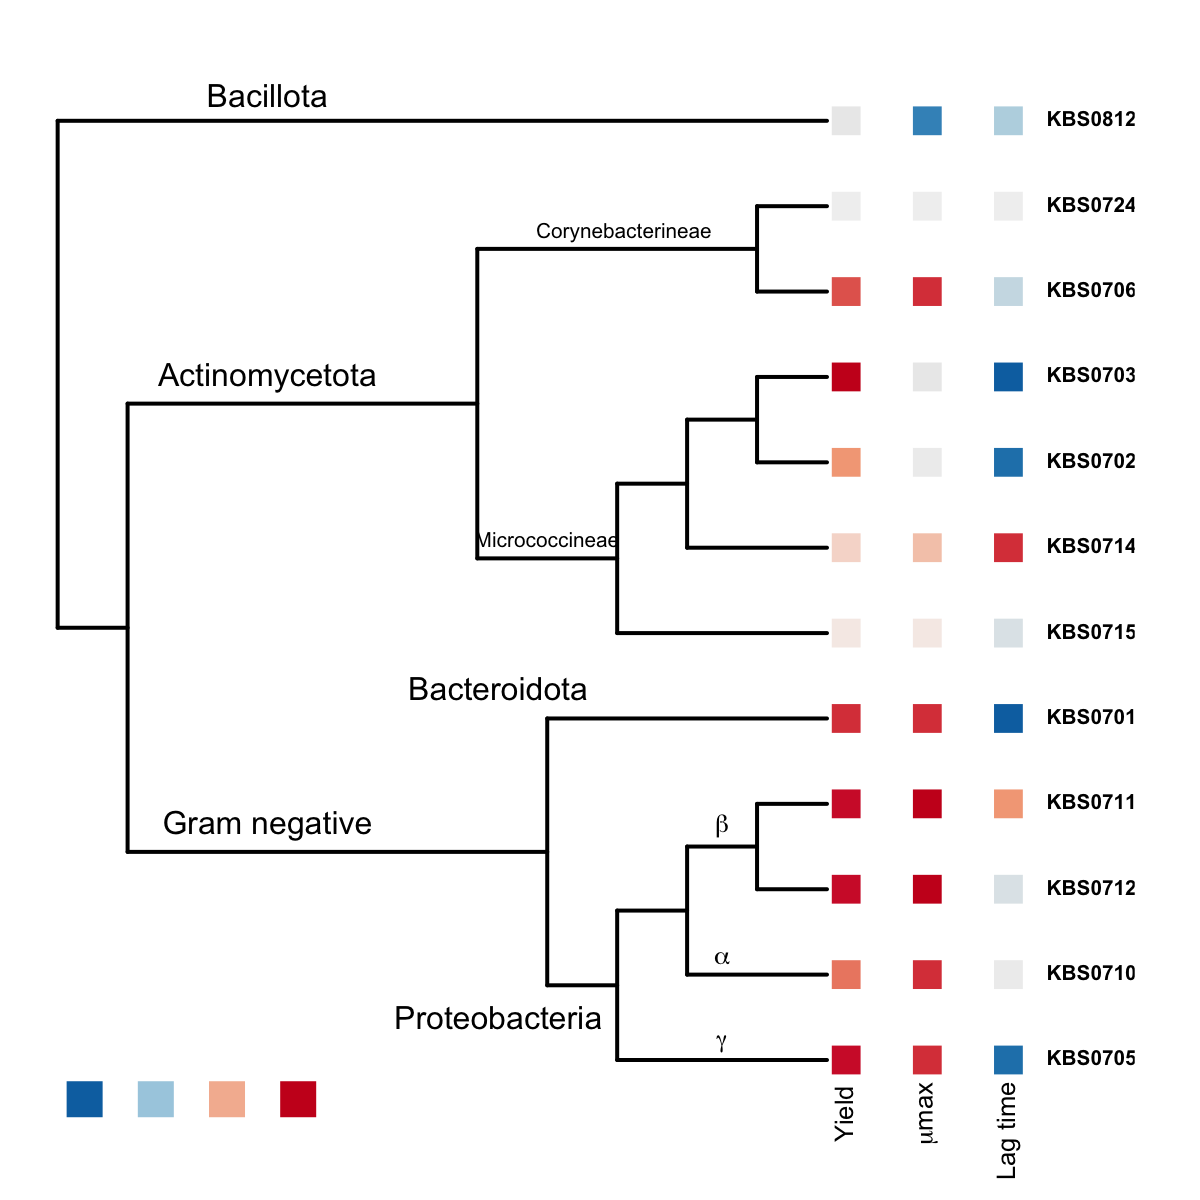 Bacillota
KBS0812
KBS0724
Corynebacterineae
KBS0706
Actinomycetota
KBS0703
KBS0702
Micrococcineae
KBS0714
KBS0715
Bacteroidota
KBS0701
KBS0711
Gram negative
β
KBS0712
α
KBS0710
Proteobacteria
γ
KBS0705
Yield
μmax
Lag time